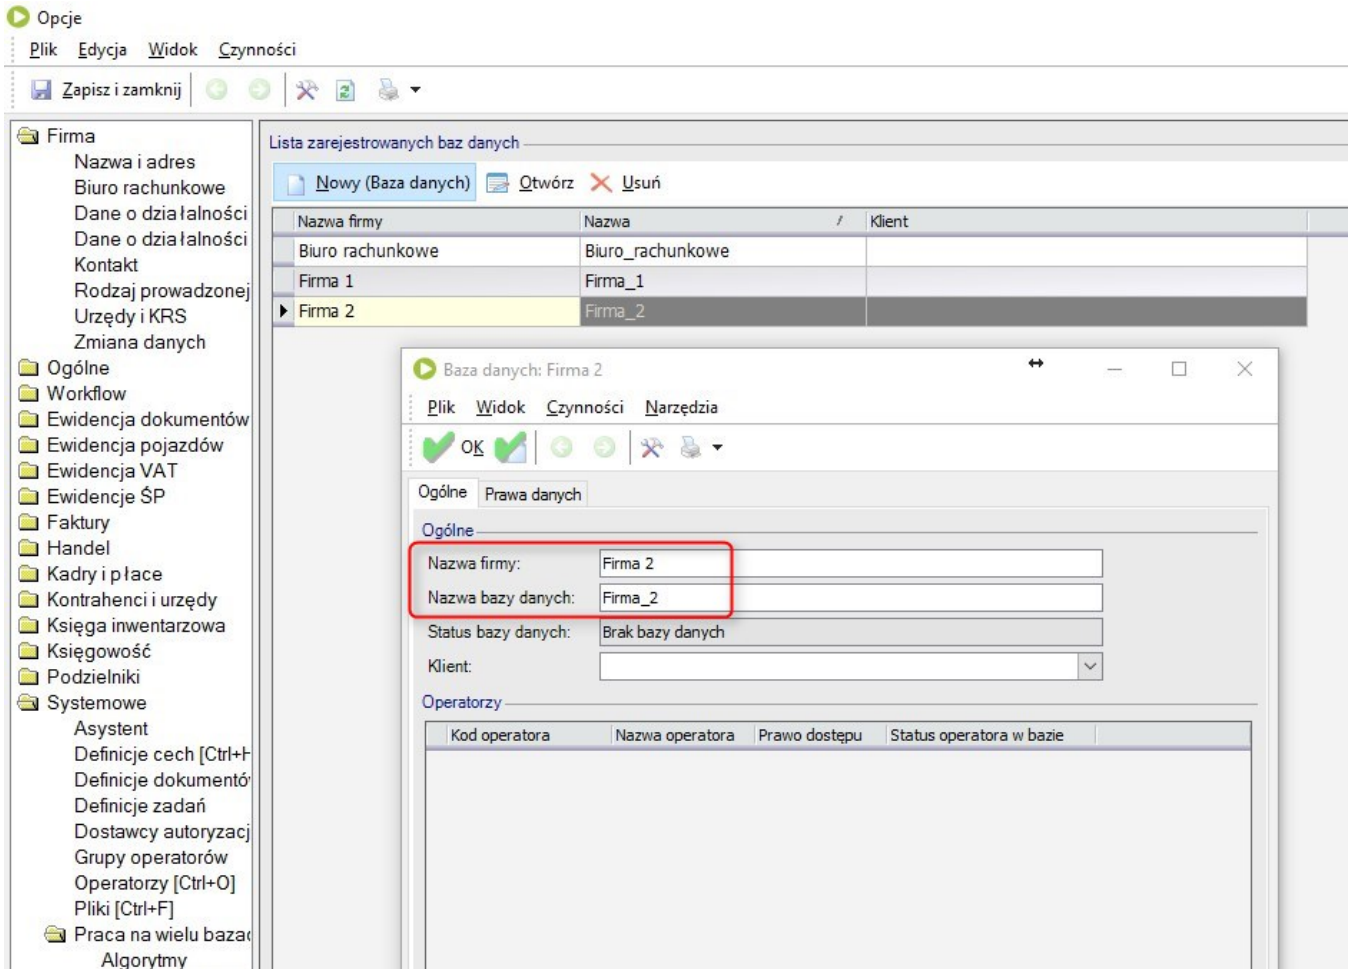 Opcje
Plik Edycja Widok Czynności
Zapisz i zamknij
Firma
Nazwa i adres
Biuro rachunkowe
Dane o działalności
Dane o działalności
Kontakt
Rodzaj prowadzonej
Urzędy i KRS
Zmiana danych
Ogólne
Workflow
Ewidencja dokumentów
Ewidencja pojazdów
Ewidencja VAT
Ewidencje ŚP
Faktury
Handel
Kadry i płace
Kontrahenci i urzędy
Księga inwentarzowa
Księgowość
Podzielniki
Systemowe
Asystent
Definicje cech [Ctrl+H
Definicje dokumentó
Definicje zadań
Dostawcy autoryzacj
Grupy operatorów
Operatorzy [Ctrl+O]
Pliki [Ctrl+F]
Praca na wielu bazac
Algorytmy
Lista zarejestrowanych baz danych
Nowy (Baza danych) Otwórz Usuń
Nazwa firmy Nazwa / Klient
Biuro rachunkowe Biuro_rachunkowe
Firma 1 Firma_1
Firma 2 Firma_2
Baza danych: Firma 2
Plik Widok Czynności Narzędzia
OK
Ogólne Prawa danych
Ogólne
Nazwa firmy: Firma 2
Nazwa bazy danych: Firma_2
Status bazy danych: Brak bazy danych
Klient:
Operatorzy
Kod operatora Nazwa operatora Prawo dostępu Status operatora w bazie